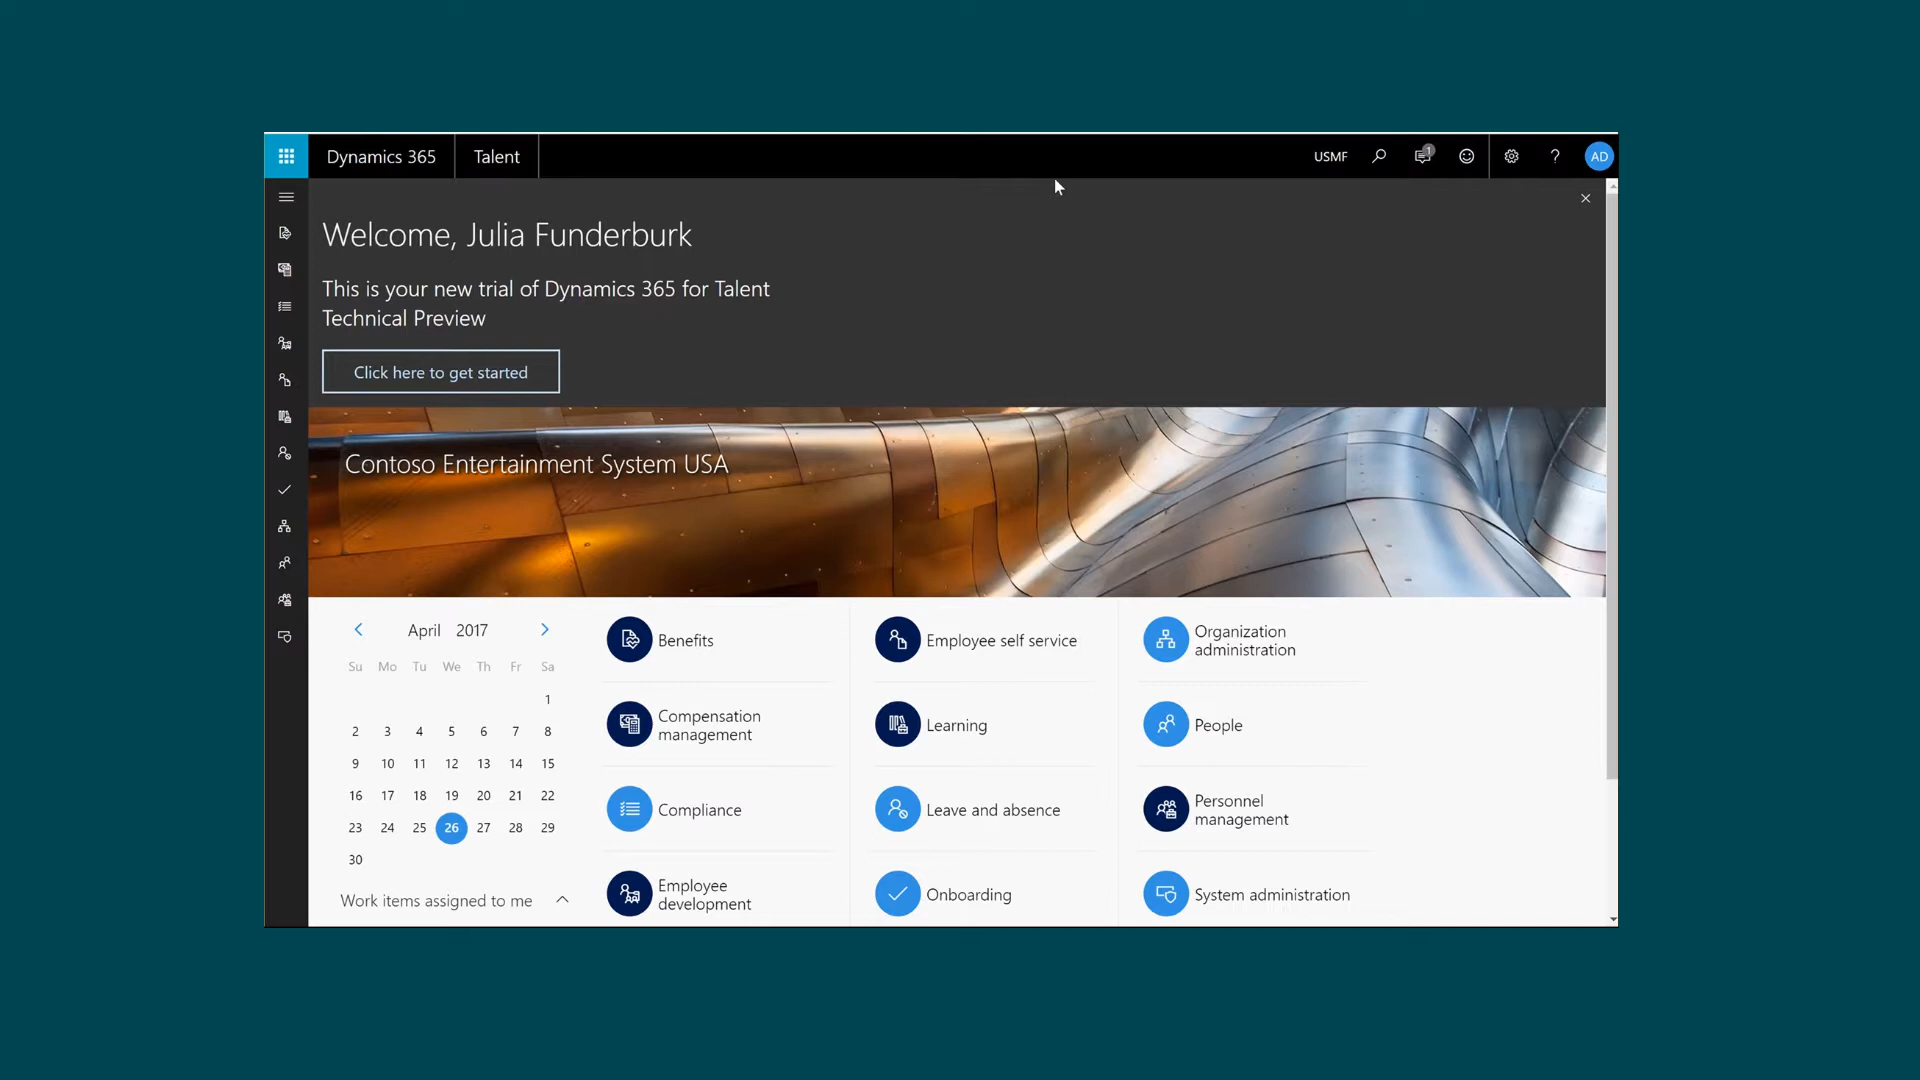 Dynamics 365 Talent USMF 1 ? AD
Welcome, Julia Funderburk
This is your new trial of Dynamics 365 for Talent
Technical Preview
Click here to get started
Contoso Entertainment System USA
April 2017
Su Mo Tu We Th Fr Sa
1
2 3 4 5 6 7 8
9 10 11 12 13 14 15
16 17 18 19 20 21 22
23 24 25 26 27 28 29
30
Work items assigned to me
Benefits
Compensation
management
Compliance
Employee
development
Employee self service
Learning
Leave and absence
Onboarding
Organization
administration
People
Personnel
management
System administration